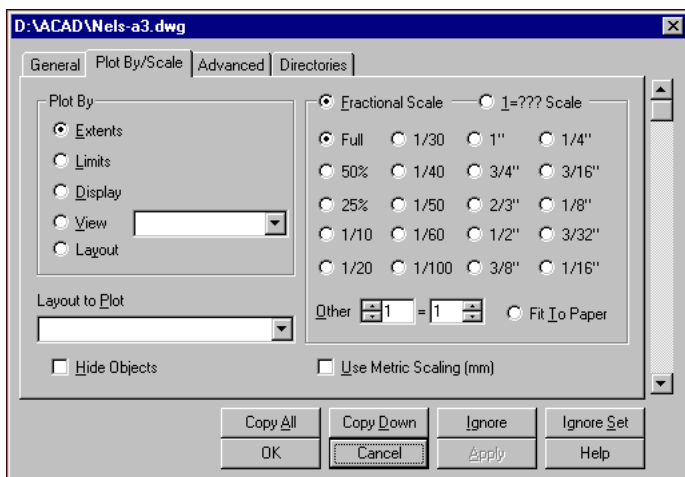 D:\ACAD\Nels-a3.dwg
General Plot By/Scale Advanced Directories
Plot By
Extents
Limits
Display
View
Layout
Layout to Plot
Hide Objects
Fractional Scale 1=??? Scale
Full 1/30 1" 1/4"
50% 1/40 3/4" 3/16"
25% 1/50 2/3" 1/8"
1/10 1/60 1/2" 3/32"
1/20 1/100 3/8" 1/16"
Other 1 = 1 Fit To Paper
Use Metric Scaling (mm)
Copy All Copy Down Ignore Ignore Set
OK Cancel Apply Help